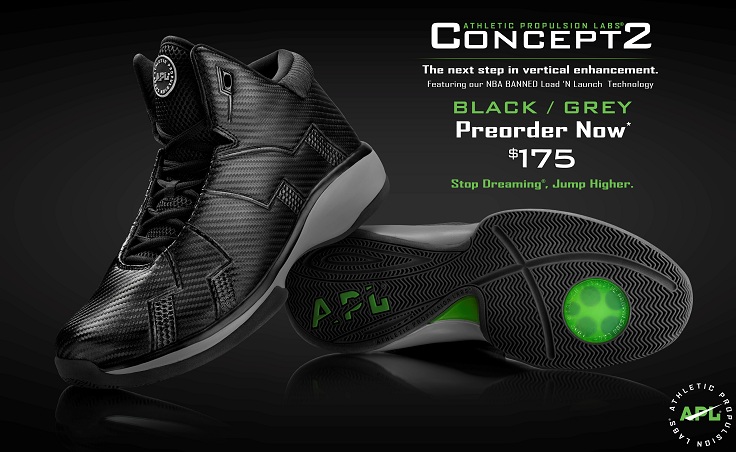 ATHLETIC PROPULSION LABS®
CONCEPT2
The next step in vertical enhancement.
Featuring our NBA BANNED Load 'N Launch Technology
BLACK / GREY
Preorder Now*
$175
Stop Dreaming®, Jump Higher.
APL
APL
ATHLETIC PROPULSION LABS®
APL